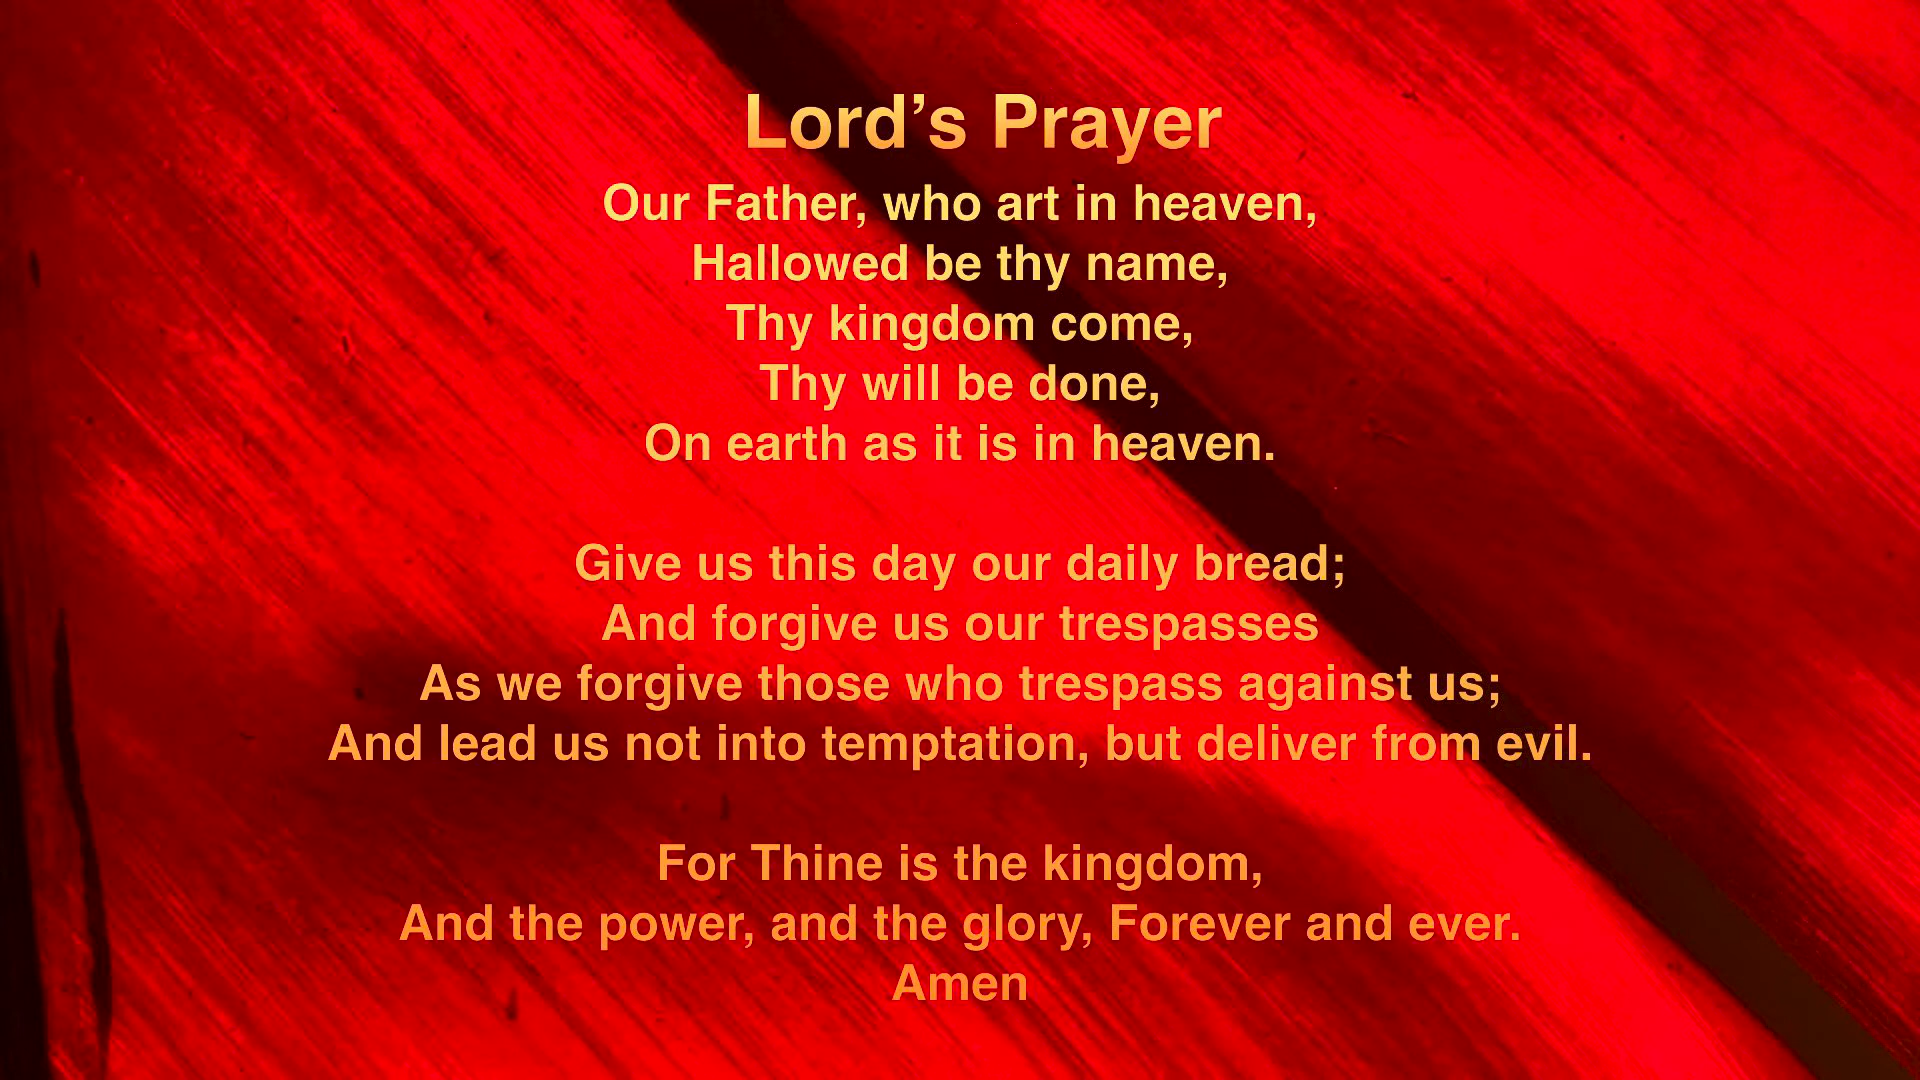 Lord’s Prayer
Our Father, who art in heaven,
Hallowed be thy name,
Thy kingdom come,
Thy will be done,
On earth as it is in heaven.
Give us this day our daily bread;
And forgive us our trespasses
As we forgive those who trespass against us;
And lead us not into temptation, but deliver from evil.
For Thine is the kingdom,
And the power, and the glory, Forever and ever.
Amen